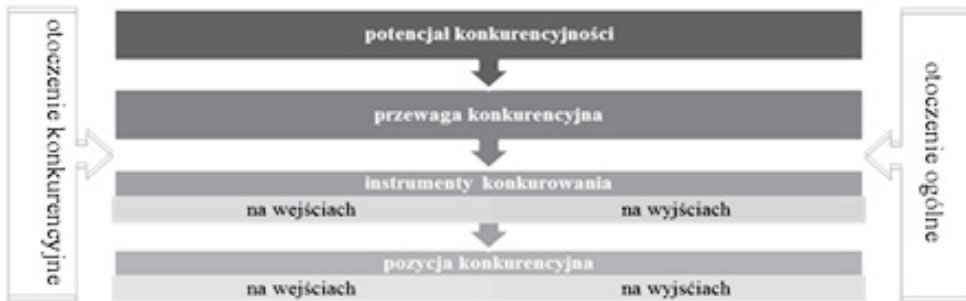 otoczenie konkurencyjne
potencjał konkurencyjności
przewaga konkurencyjna
instrumenty konkurowania
na wejściach na wyjściach
pozycja konkurencyjna
na wejściach na wyjśćiach
otoczenie ogólne